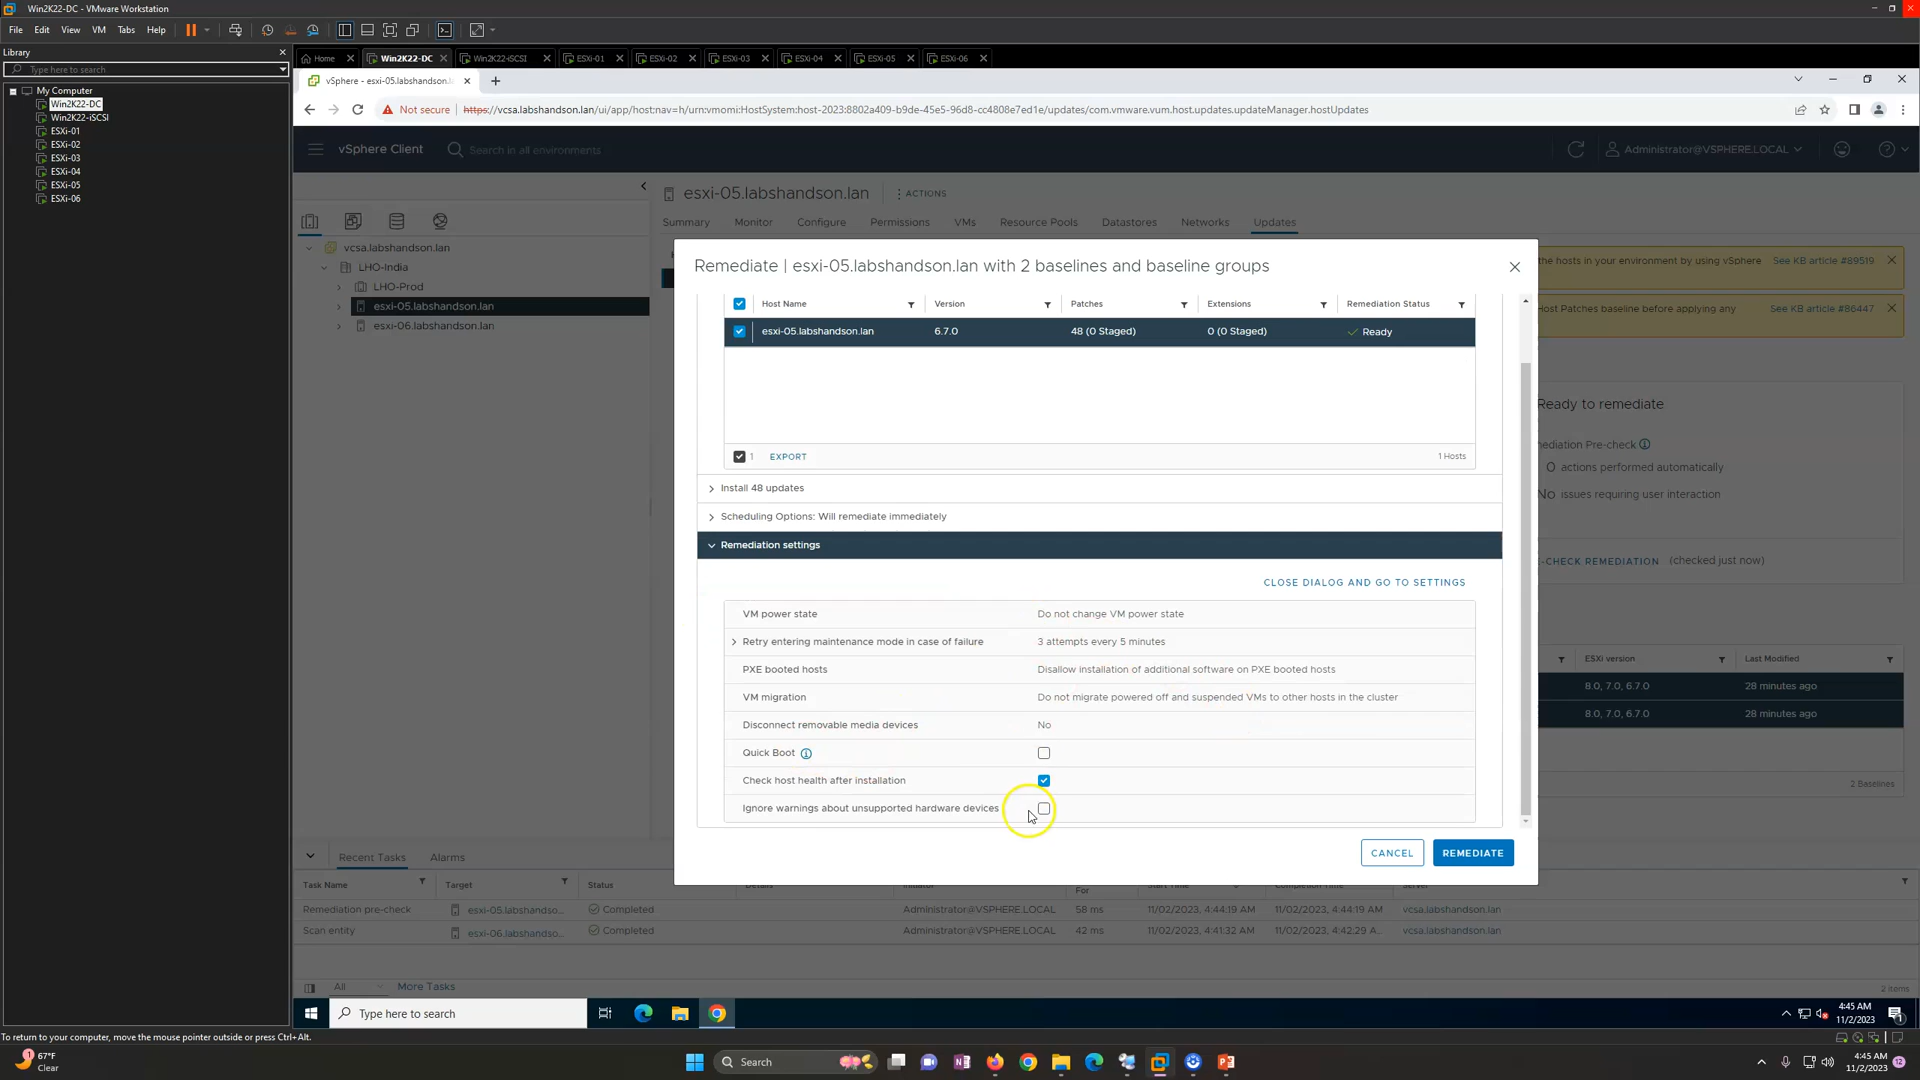 Win2K22-DC - VMware Workstation
File Edit View VM Tabs Help
Library
Type here to search
My Computer
Win2K22-DC
Win2K22-iSCSI
ESXi-01
ESXi-02
ESXi-03
ESXi-04
ESXi-05
ESXi-06
Home Win2K22-DC Win2K22-iSCSI ESXi-01 ESXi-02 ESXi-03 ESXi-04 ESXi-05 ESXi-06
vSphere - esxi-05.labshandson.l
Not secure https://vcsa.labshandson.lan/ui/app/host;nav=h/urn:vmomi:HostSystem:host-2023:8802a409-b9de-45e5-96d8-cc4808e7ed1e/updates/com.vmware.vum.host.updates.updateManager.hostUpdates
vSphere Client Search in all environments Administrator@VSPHERE.LOCAL
vcsa.labshandson.lan
LHO-India
LHO-Prod
esxi-05.labshandson.lan
esxi-06.labshandson.lan
esxi-05.labshandson.lan ACTIONS
Summary Monitor Configure Permissions VMs Resource Pools Datastores Networks Updates
the hosts in your environment by using vSphere See KB article #89519
Host Patches baseline before applying any See KB article #86447
Remediate | esxi-05.labshandson.lan with 2 baselines and baseline groups
Host Name Version Patches Extensions Remediation Status
esxi-05.labshandson.lan 6.7.0 48 (0 Staged) 0 (0 Staged) Ready
1 EXPORT 1 Hosts
Install 48 updates
Scheduling Options: Will remediate immediately
Remediation settings
CLOSE DIALOG AND GO TO SETTINGS
VM power state Do not change VM power state
Retry entering maintenance mode in case of failure 3 attempts every 5 minutes
PXE booted hosts Disallow installation of additional software on PXE booted hosts
VM migration Do not migrate powered off and suspended VMs to other hosts in the cluster
Disconnect removable media devices No
Quick Boot
Check host health after installation
Ignore warnings about unsupported hardware devices
CANCEL REMEDIATE
Ready to remediate
mediation Pre-check
0 actions performed automatically
No issues requiring user interaction
E-CHECK REMEDIATION (checked just now)
ESXi version Last Modified
8.0, 7.0, 6.7.0 28 minutes ago
8.0, 7.0, 6.7.0 28 minutes ago
2 Baselines
Recent Tasks Alarms
Task Name Target Status Details Initiator For Start Time Completion Time Server
Remediation pre-check esxi-05.labshandso... Completed Administrator@VSPHERE.LOCAL 58 ms 11/02/2023, 4:44:19 AM 11/02/2023, 4:44:19 AM vcsa.labshandson.lan
Scan entity esxi-06.labshandso... Completed Administrator@VSPHERE.LOCAL 42 ms 11/02/2023, 4:41:32 AM 11/02/2023, 4:42:29 A... vcsa.labshandson.lan
All More Tasks 2 items
Type here to search
4:45 AM
11/2/2023
To return to your computer, move the mouse pointer outside or press Ctrl+Alt.
67°F
Clear
Search
4:45 AM
11/2/2023